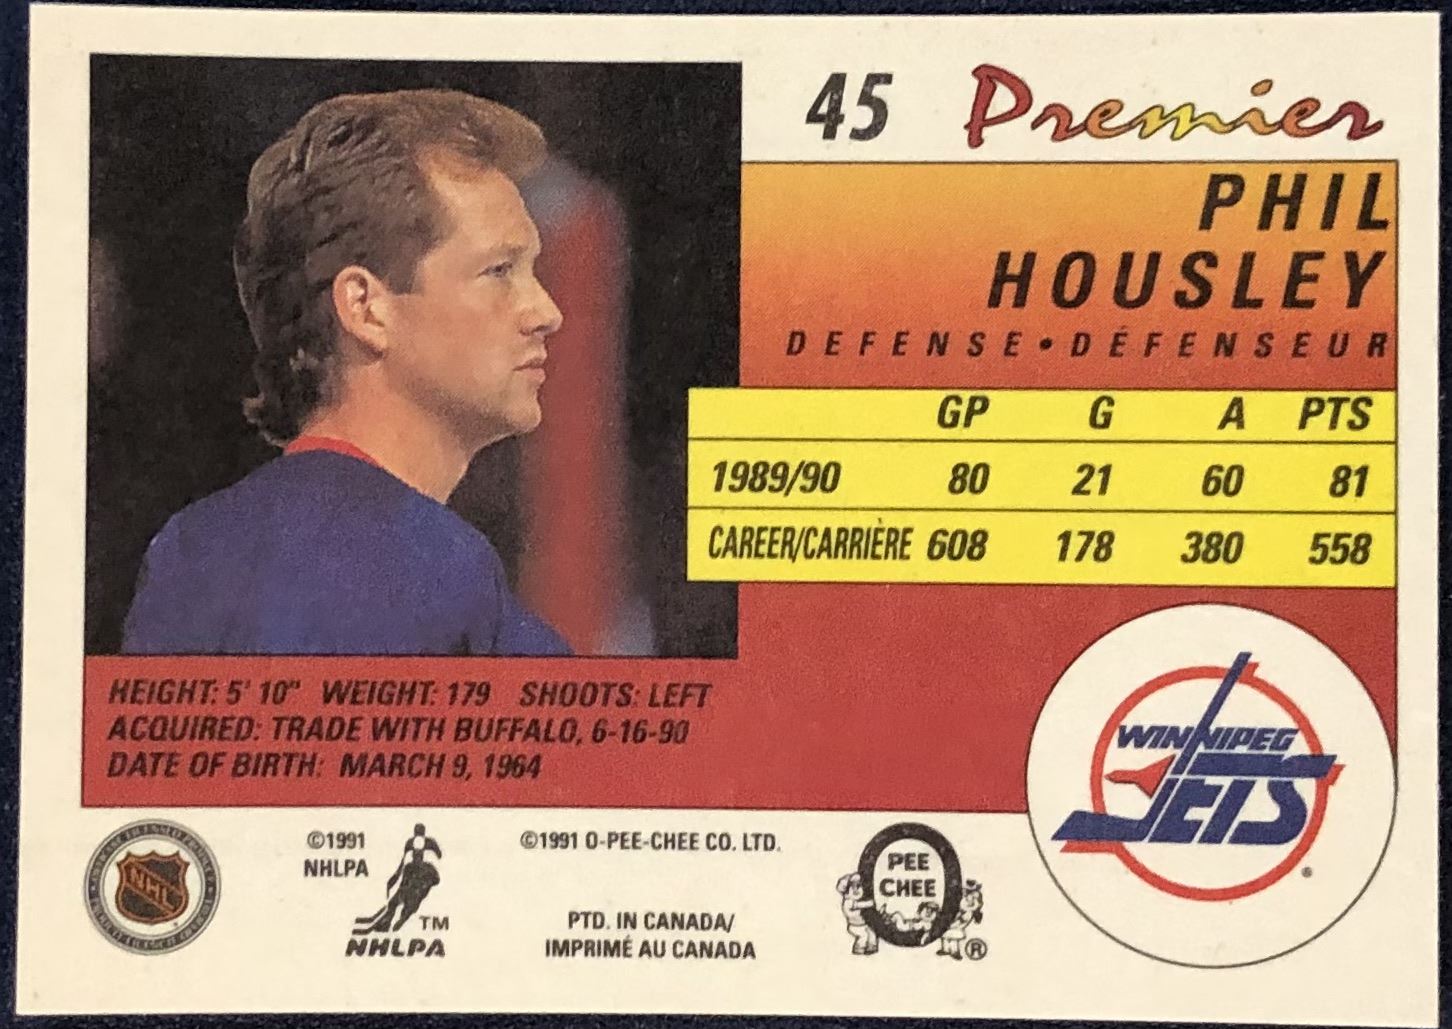 45 Premier
PHIL
HOUSLEY
DEFENSE • DÉFENSEUR
GP G A PTS
1989/90 80 21 60 81
CAREER/CARRIÈRE 608 178 380 558
HEIGHT: 5' 10" WEIGHT: 179 SHOOTS: LEFT
ACQUIRED: TRADE WITH BUFFALO, 6-16-90
DATE OF BIRTH: MARCH 9, 1964
WINNIPEG
JETS
NHL
©1991
NHLPA
TM
NHLPA
©1991 O-PEE-CHEE CO. LTD.
PTD. IN CANADA/
IMPRIMÉ AU CANADA
O
PEE
CHEE
®